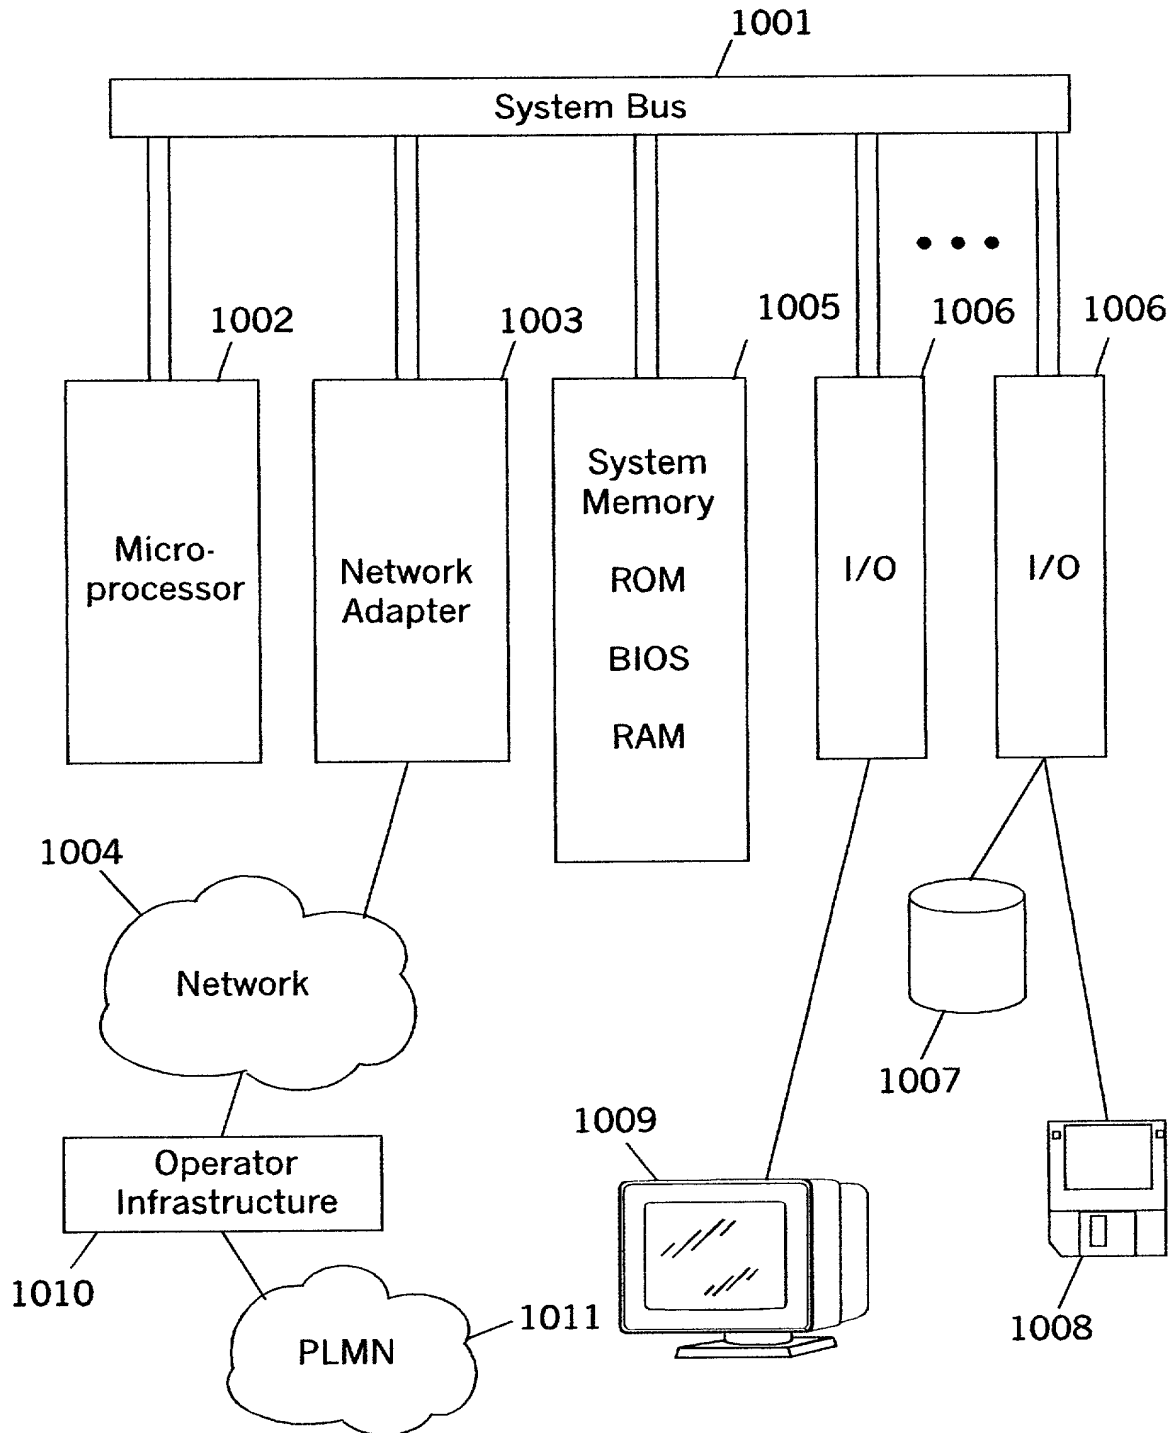 1001
System Bus
1002
1003
1005
1006
1006
Micro-
processor
Network
Adapter
System
Memory
ROM
BIOS
RAM
I/O
I/O
1004
Network
1007
1009
Operator
Infrastructure
1010
1011
PLMN
1008